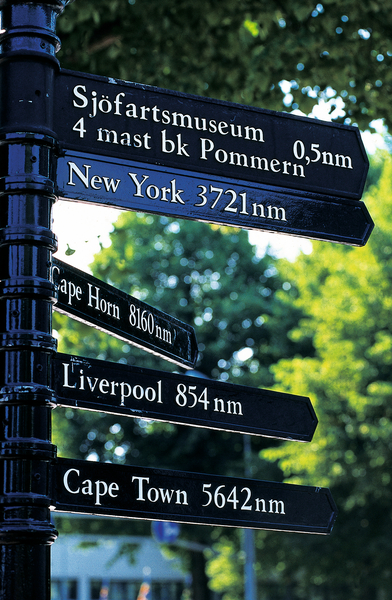 Sjöfartsmuseum
4 mast bk Pommern 0,5nm
New York 3721nm
Cape Horn 8160nm
Liverpool 854nm
Cape Town 5642nm